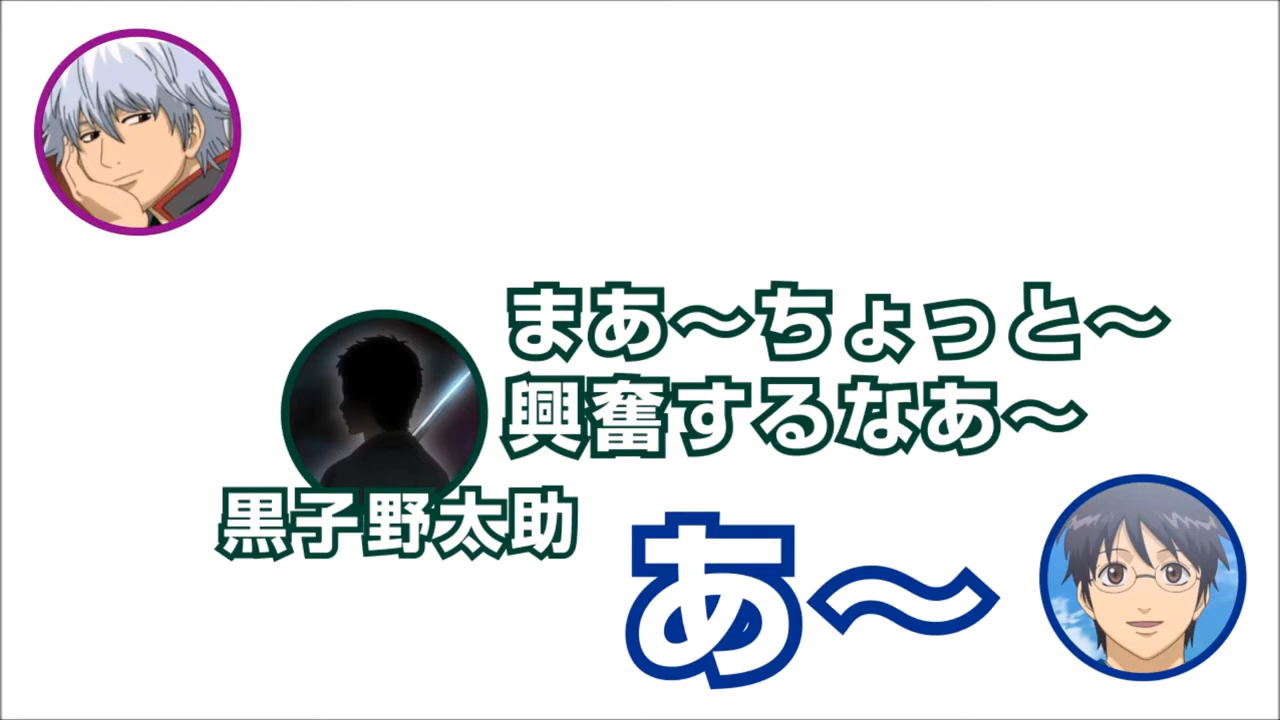 まあ～ちょっと～
興奮するなあ～
黒子野太助
あ～